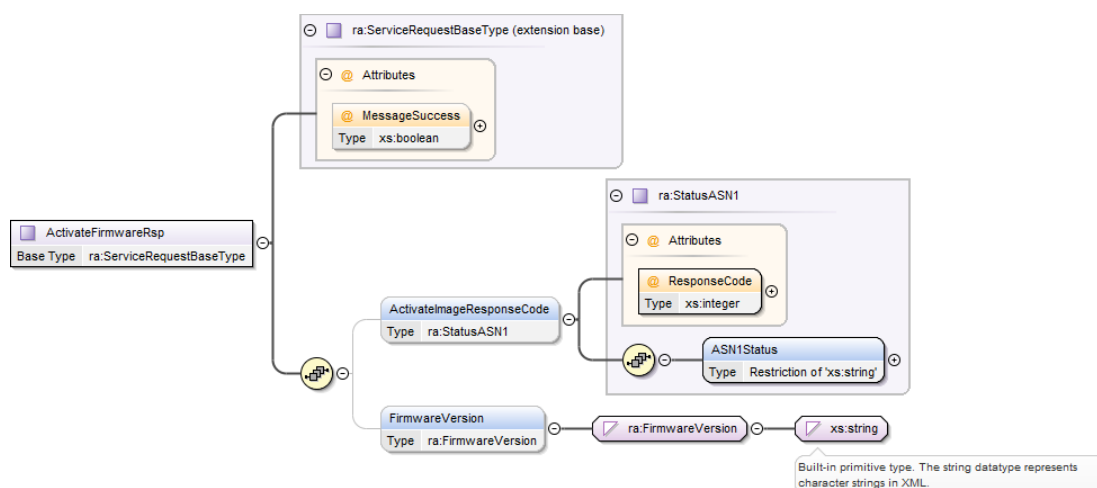 ra:ServiceRequestBaseType (extension base)
@ Attributes
@ MessageSuccess
Type xs:boolean
ra:StatusASN1
@ Attributes
@ ResponseCode
Type xs:integer
ActivateFirmwareRsp
Base Type ra:ServiceRequestBaseType
ActivateImageResponseCode
Type ra:StatusASN1
ASN1Status
Type Restriction of 'xs:string'
FirmwareVersion
Type ra:FirmwareVersion
ra:FirmwareVersion
xs:string
Built-in primitive type. The string datatype represents
character strings in XML.